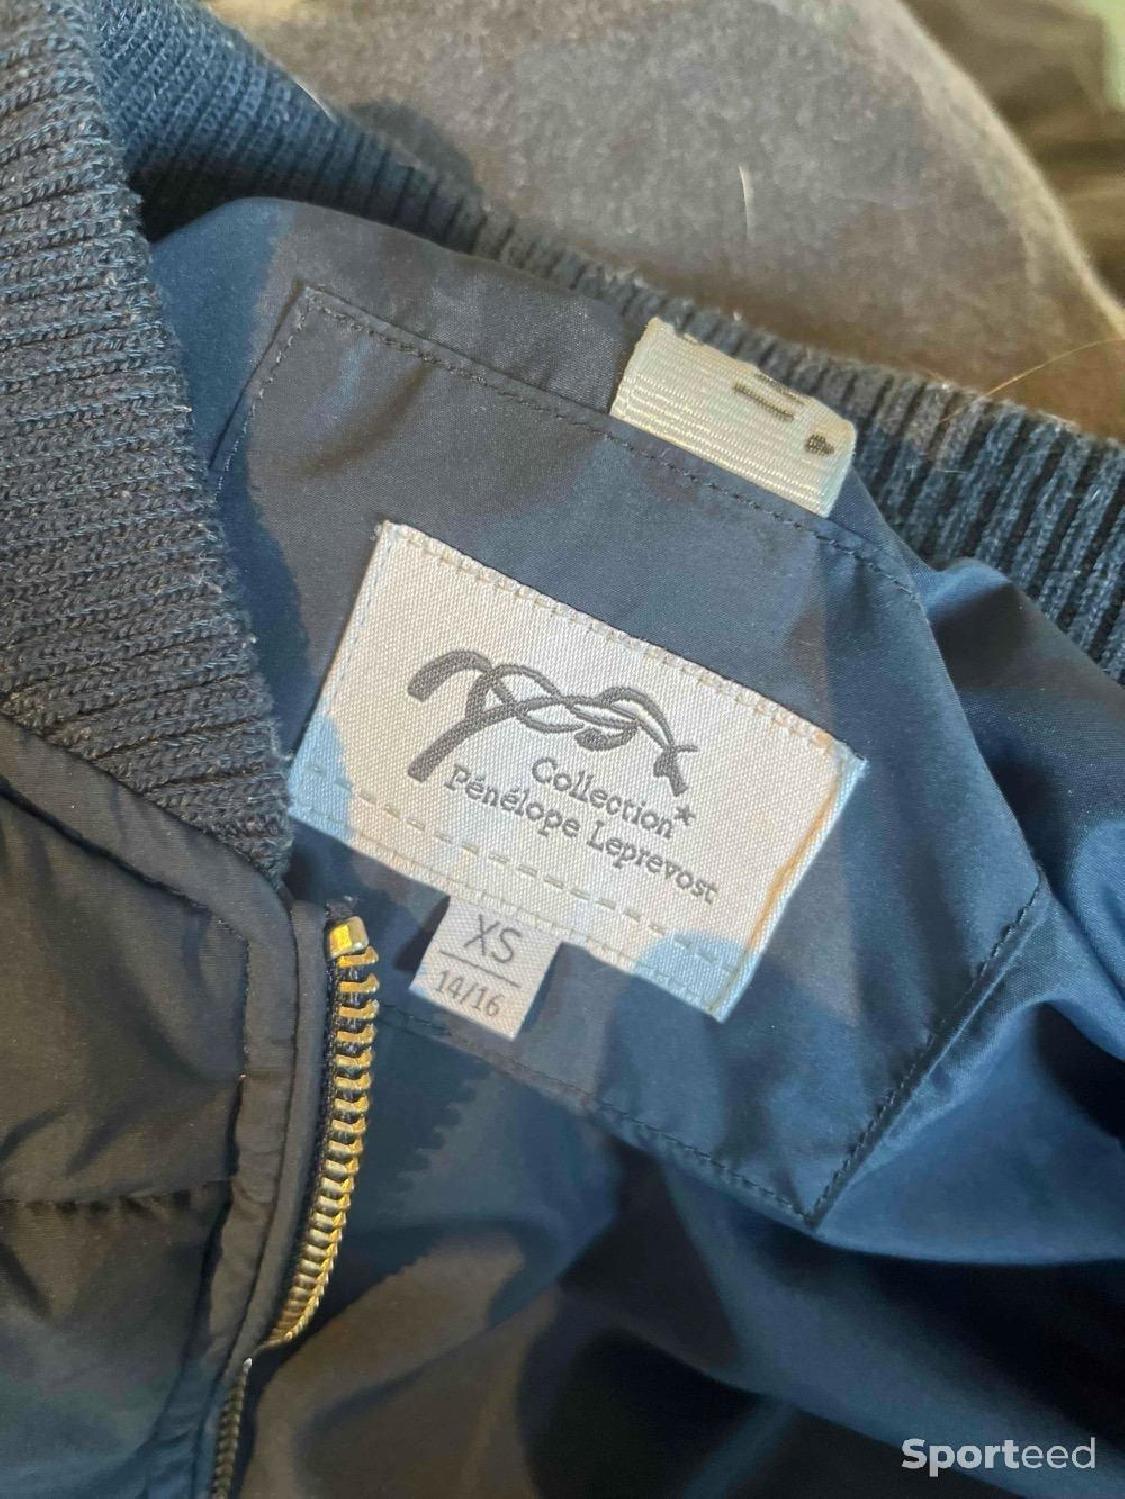 Collection*
Pénélope Leprevost
XS
14/16
Sporteed